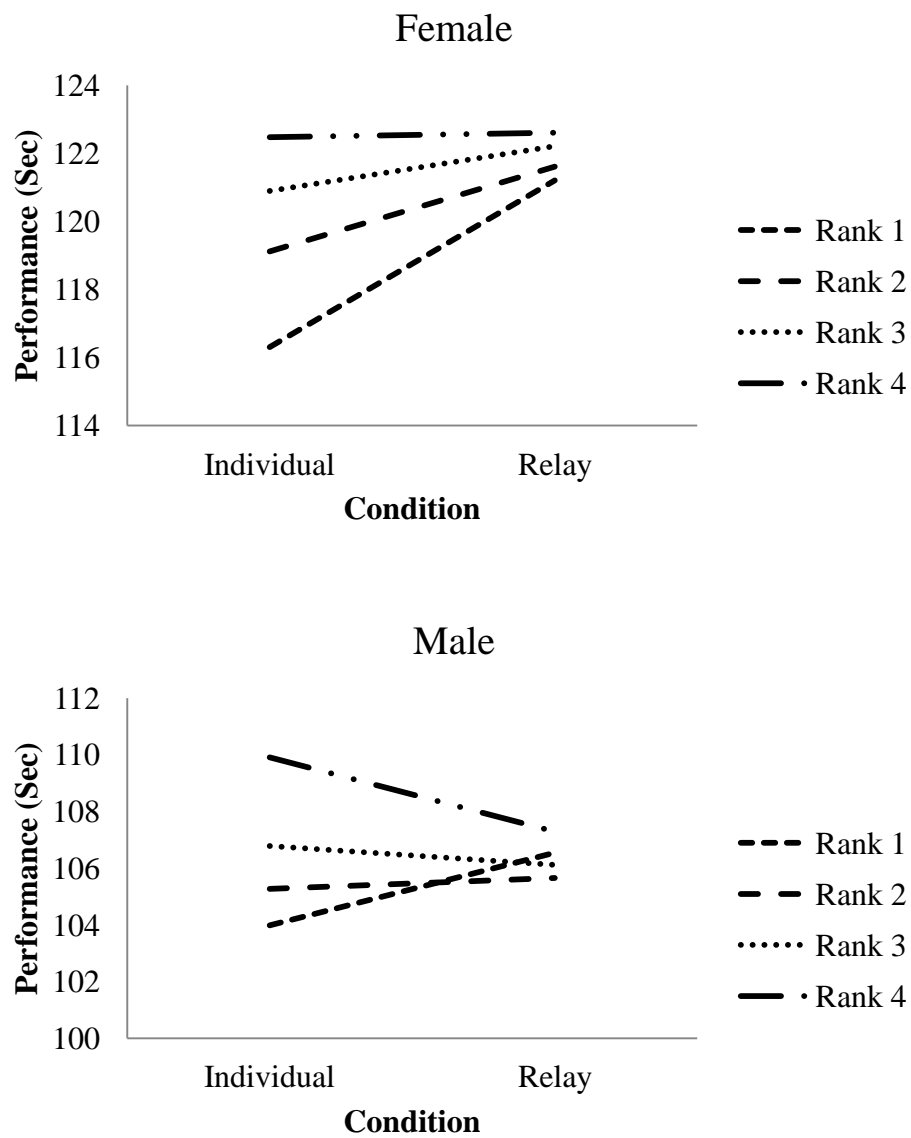 Female
124
122
120
118
116
114
Performance (Sec)
Individual Relay
Condition
Rank 1
Rank 2
Rank 3
Rank 4
Male
112
110
108
106
104
102
100
Performance (Sec)
Individual Relay
Condition
Rank 1
Rank 2
Rank 3
Rank 4